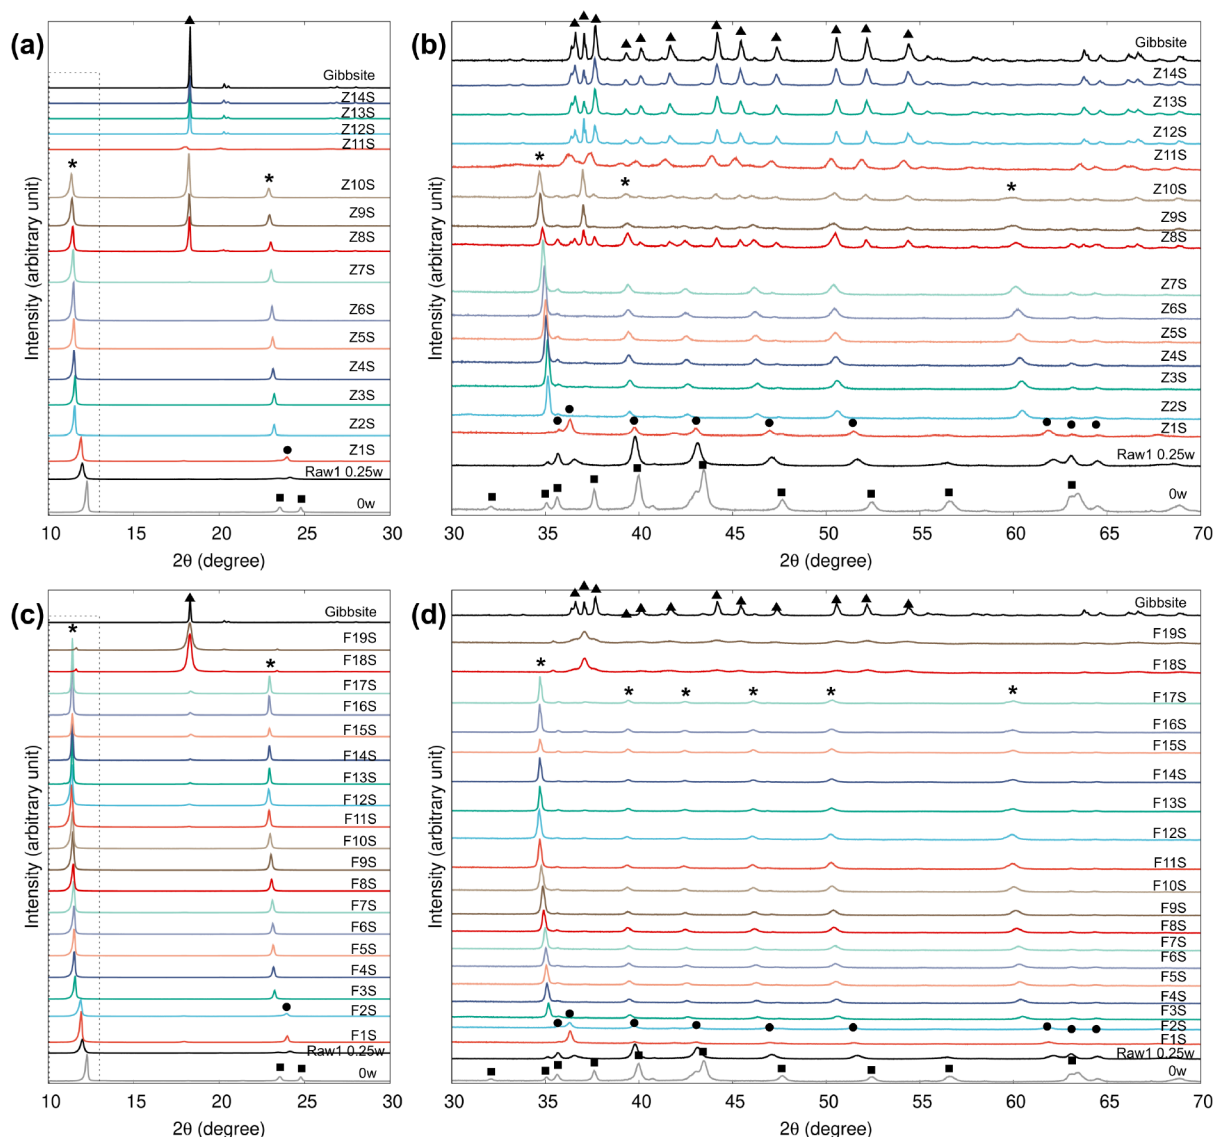 (a)
Gibbsite
Z14S
Z13S
Z12S
Z11S
*
*
Z10S
Z9S
Z8S
Z7S
Z6S
Z5S
Z4S
Z3S
Z2S
Z1S
Raw1 0.25w
0w
Intensity (arbitrary unit)
10 15 20 25 30
2θ (degree)
(b)
Gibbsite
Z14S
Z13S
Z12S
*
Z11S
*
*
Z10S
Z9S
Z8S
Z7S
Z6S
Z5S
Z4S
Z3S
Z2S
Z1S
Raw1 0.25w
0w
Intensity (arbitrary unit)
30 35 40 45 50 55 60 65 70
2θ (degree)
(c)
Gibbsite
*
F19S
*
F18S
F17S
F16S
F15S
F14S
F13S
F12S
F11S
F10S
F9S
F8S
F7S
F6S
F5S
F4S
F3S
F2S
F1S
Raw1 0.25w
0w
Intensity (arbitrary unit)
10 15 20 25 30
2θ (degree)
(d)
Gibbsite
F19S
*
F18S
* * * * * *
F17S
F16S
F15S
F14S
F13S
F12S
F11S
F10S
F9S
F8S
F7S
F6S
F5S
F4S
F3S
F2S
F1S
Raw1 0.25w
0w
Intensity (arbitrary unit)
30 35 40 45 50 55 60 65 70
2θ (degree)